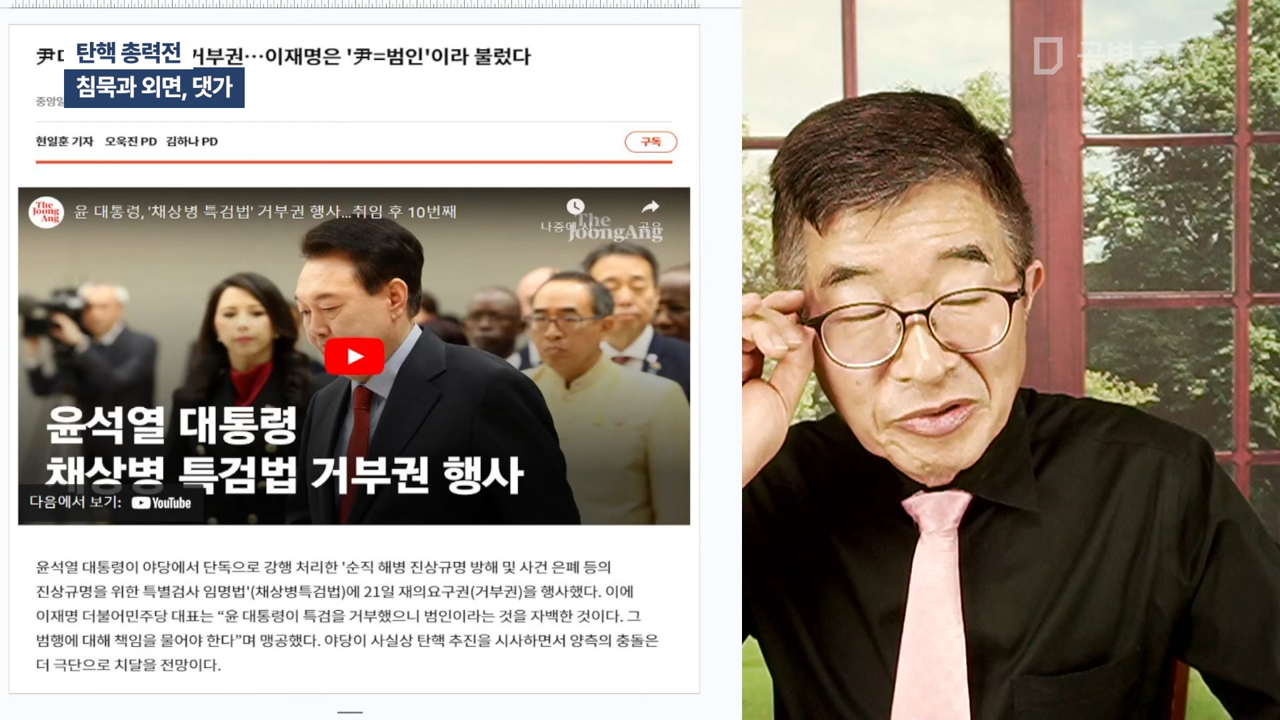 탄핵 총력전
침묵과 외면, 댓가
거부권…이재명은 '尹=범인'이라 불렀다
중앙일
현일훈 기자 오욱진 PD 김하나 PD
구독
The JoongAng
윤 대통령, '채상병 특검법' 거부권 행사...취임 후 10번째
The JoongAng
공유
윤석열 대통령
채상병 특검법 거부권 행사
다음에서 보기: YouTube
윤석열 대통령이 야당에서 단독으로 강행 처리한 '순직 해병 진상규명 방해 및 사건 은폐 등의
진상규명을 위한 특별검사 임명법'(채상병특검법)에 21일 재의요구권(거부권)을 행사했다. 이에
이재명 더불어민주당 대표는 “윤 대통령이 특검을 거부했으니 범인이라는 것을 자백한 것이다. 그
범행에 대해 책임을 물어야 한다”며 맹공했다. 야당이 사실상 탄핵 추진을 시사하면서 양측의 충돌은
더 극단으로 치달을 전망이다.
공병호TV